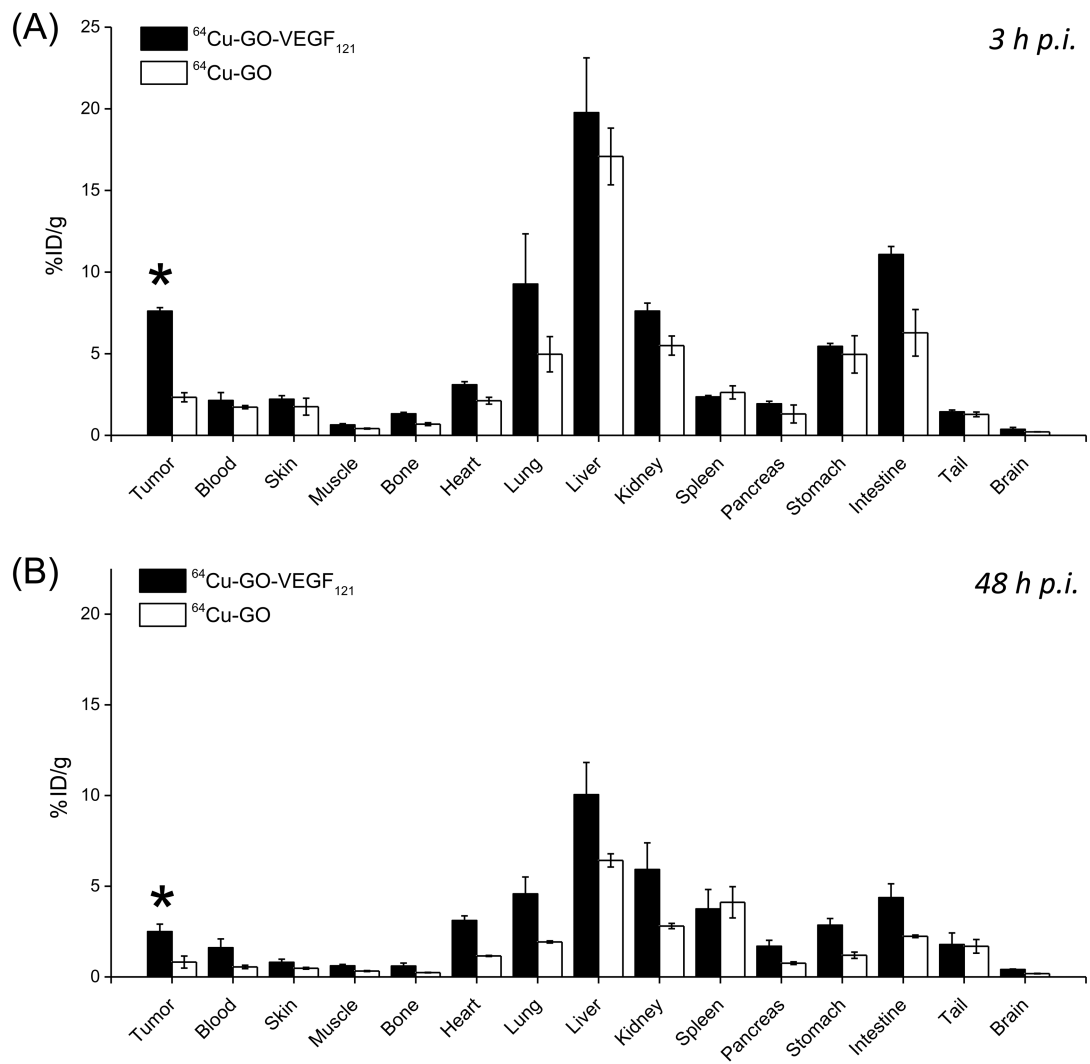 (A)
⁶⁴Cu-GO-VEGF₁₂₁
⁶⁴Cu-GO
3 h p.i.
25
20
15
10
5
0
%ID/g
*
Tumor
Blood
Skin
Muscle
Bone
Heart
Lung
Liver
Kidney
Spleen
Pancreas
Stomach
Intestine
Tail
Brain
(B)
⁶⁴Cu-GO-VEGF₁₂₁
⁶⁴Cu-GO
48 h p.i.
20
15
10
5
0
%ID/g
*
Tumor
Blood
Skin
Muscle
Bone
Heart
Lung
Liver
Kidney
Spleen
Pancreas
Stomach
Intestine
Tail
Brain